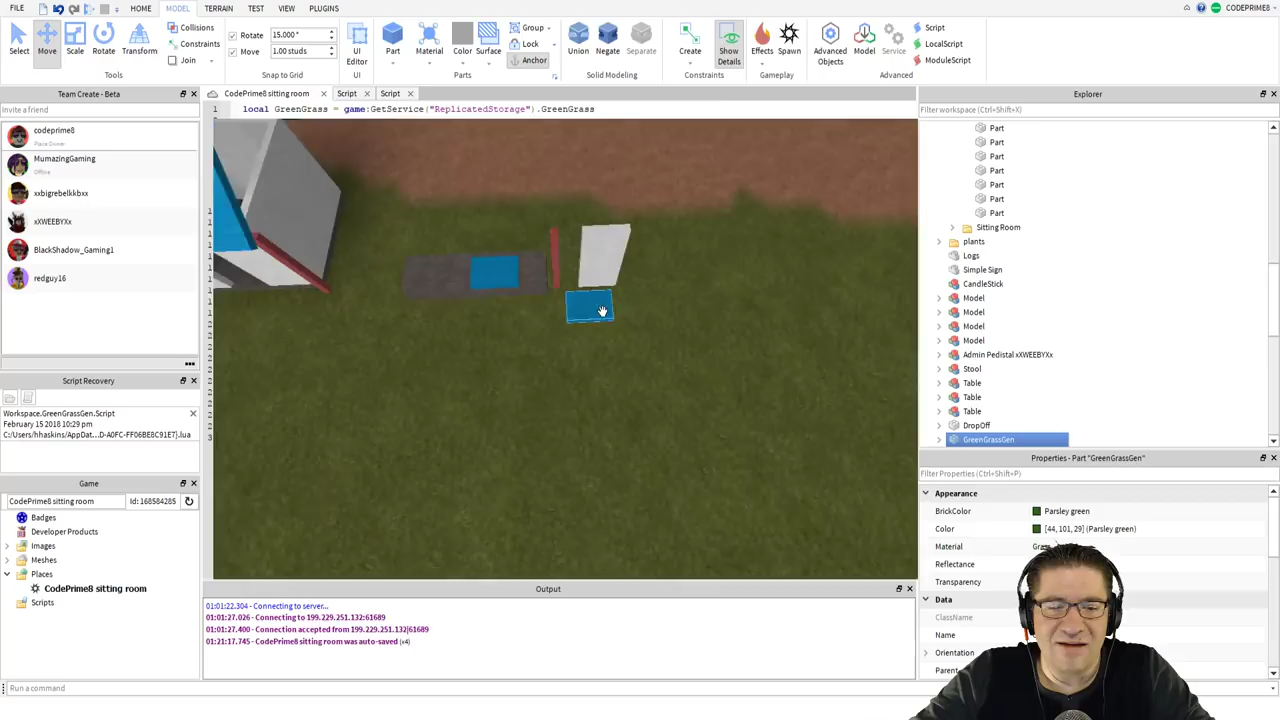 FILE
HOME
MODEL
TERRAIN
TEST
VIEW
PLUGINS
CODEPRIME8
Select
Move
Scale
Rotate
Transform
Collisions
Constraints
Join
Tools
Rotate 15.000°
Move 1.00 studs
Snap to Grid
UI Editor
UI
Part
Material
Color
Surface
Group
Lock
Anchor
Parts
Union
Negate
Separate
Solid Modeling
Create
Show Details
Constraints
Effects
Spawn
Gameplay
Advanced Objects
Model
Service
Script
LocalScript
ModuleScript
Advanced
Team Create - Beta
Invite a friend
codeprime8
Place Owner
MumazingGaming
Offline
xxbigrebelkkbxx
xXWEEBYXx
BlackShadow_Gaming1
redguy16
Script Recovery
Workspace.GreenGrassGen.Script
February 15 2018 10:29 pm
C:/Users/hhaskins/AppDat...D-A0FC-FF06BE8C91E7}.lua
Game
CodePrime8 sitting room
Id: 168584285
Badges
Developer Products
Images
Meshes
Places
CodePrime8 sitting room
Scripts
CodePrime8 sitting room
Script
Script
1 local GreenGrass = game:GetService("ReplicatedStorage").GreenGrass
Output
01:01:22.304 - Connecting to server...
01:01:27.026 - Connecting to 199.229.251.132:61689
01:01:27.400 - Connection accepted from 199.229.251.132|61689
01:21:17.745 - CodePrime8 sitting room was auto-saved (x4)
Explorer
Filter workspace (Ctrl+Shift+X)
Part
Part
Part
Part
Part
Part
Part
Sitting Room
plants
Logs
Simple Sign
CandleStick
Model
Model
Model
Model
Admin Pedistal xXWEEBYXx
Stool
Table
Table
Table
DropOff
GreenGrassGen
Properties - Part "GreenGrassGen"
Filter Properties (Ctrl+Shift+P)
Appearance
BrickColor Parsley green
Color [44, 101, 29] (Parsley green)
Material
Reflectance
Transparency
Data
ClassName
Name
Orientation
Parent
Run a command